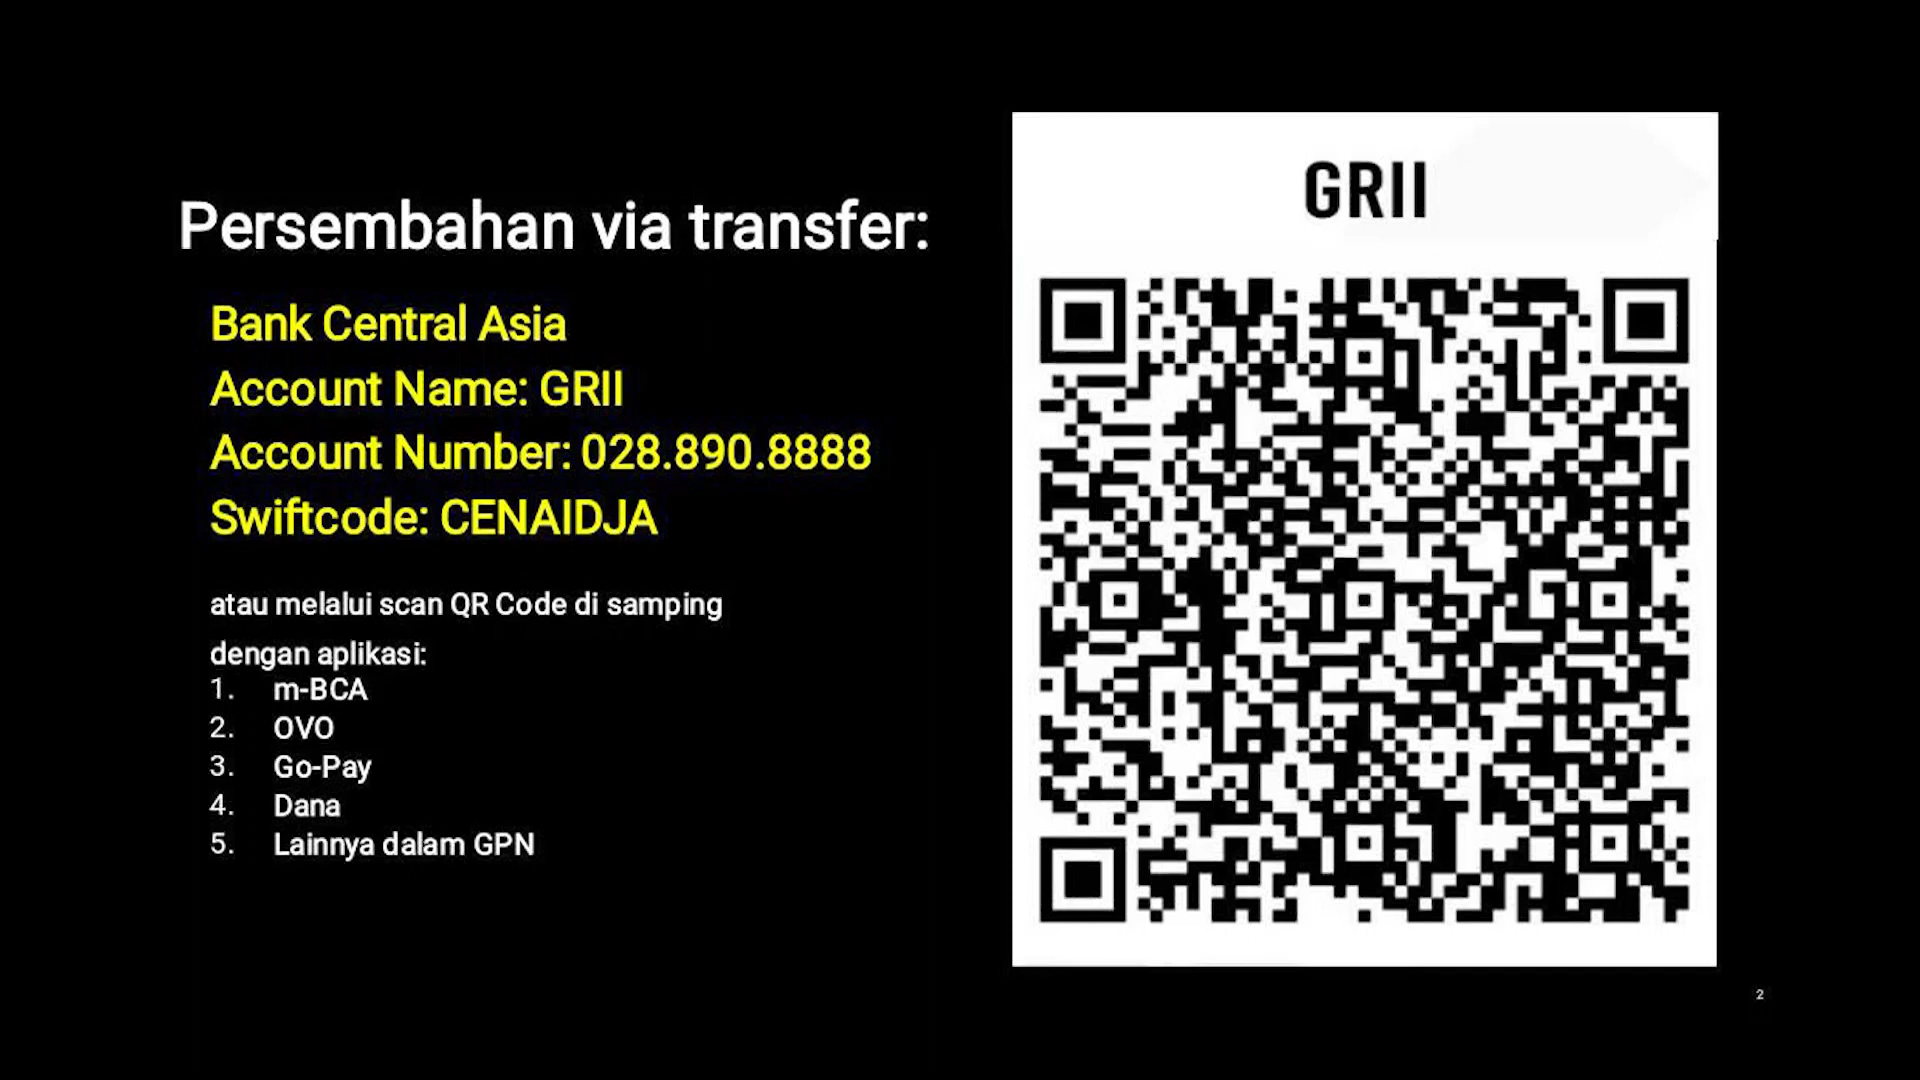 Persembahan via transfer:
Bank Central Asia
Account Name: GRII
Account Number: 028.890.8888
Swiftcode: CENAIDJA
atau melalui scan QR Code di samping
dengan aplikasi:
1. m-BCA
2. OVO
3. Go-Pay
4. Dana
5. Lainnya dalam GPN
GRII
2